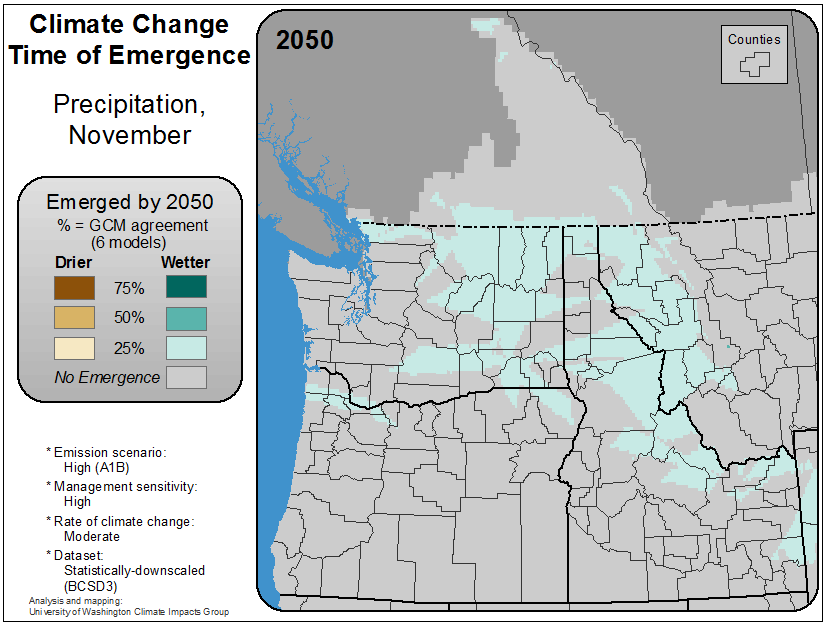 Climate Change
Time of Emergence
Precipitation,
November
Emerged by 2050
% = GCM agreement
(6 models)
Drier Wetter
75%
50%
25%
No Emergence
* Emission scenario:
High (A1B)
* Management sensitivity:
High
* Rate of climate change:
Moderate
* Dataset:
Statistically-downscaled
(BCSD3)
Analysis and mapping:
University of Washington Climate Impacts Group
2050
Counties